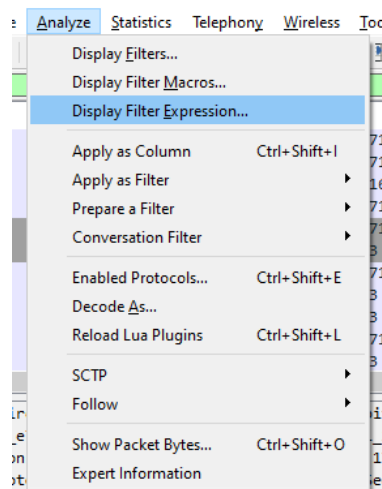 Analyze Statistics Telephony Wireless
Display Filters...
Display Filter Macros...
Display Filter Expression...
Apply as Column Ctrl+Shift+I
Apply as Filter
Prepare a Filter
Conversation Filter
Enabled Protocols... Ctrl+Shift+E
Decode As...
Reload Lua Plugins Ctrl+Shift+L
SCTP
Follow
Show Packet Bytes... Ctrl+Shift+O
Expert Information